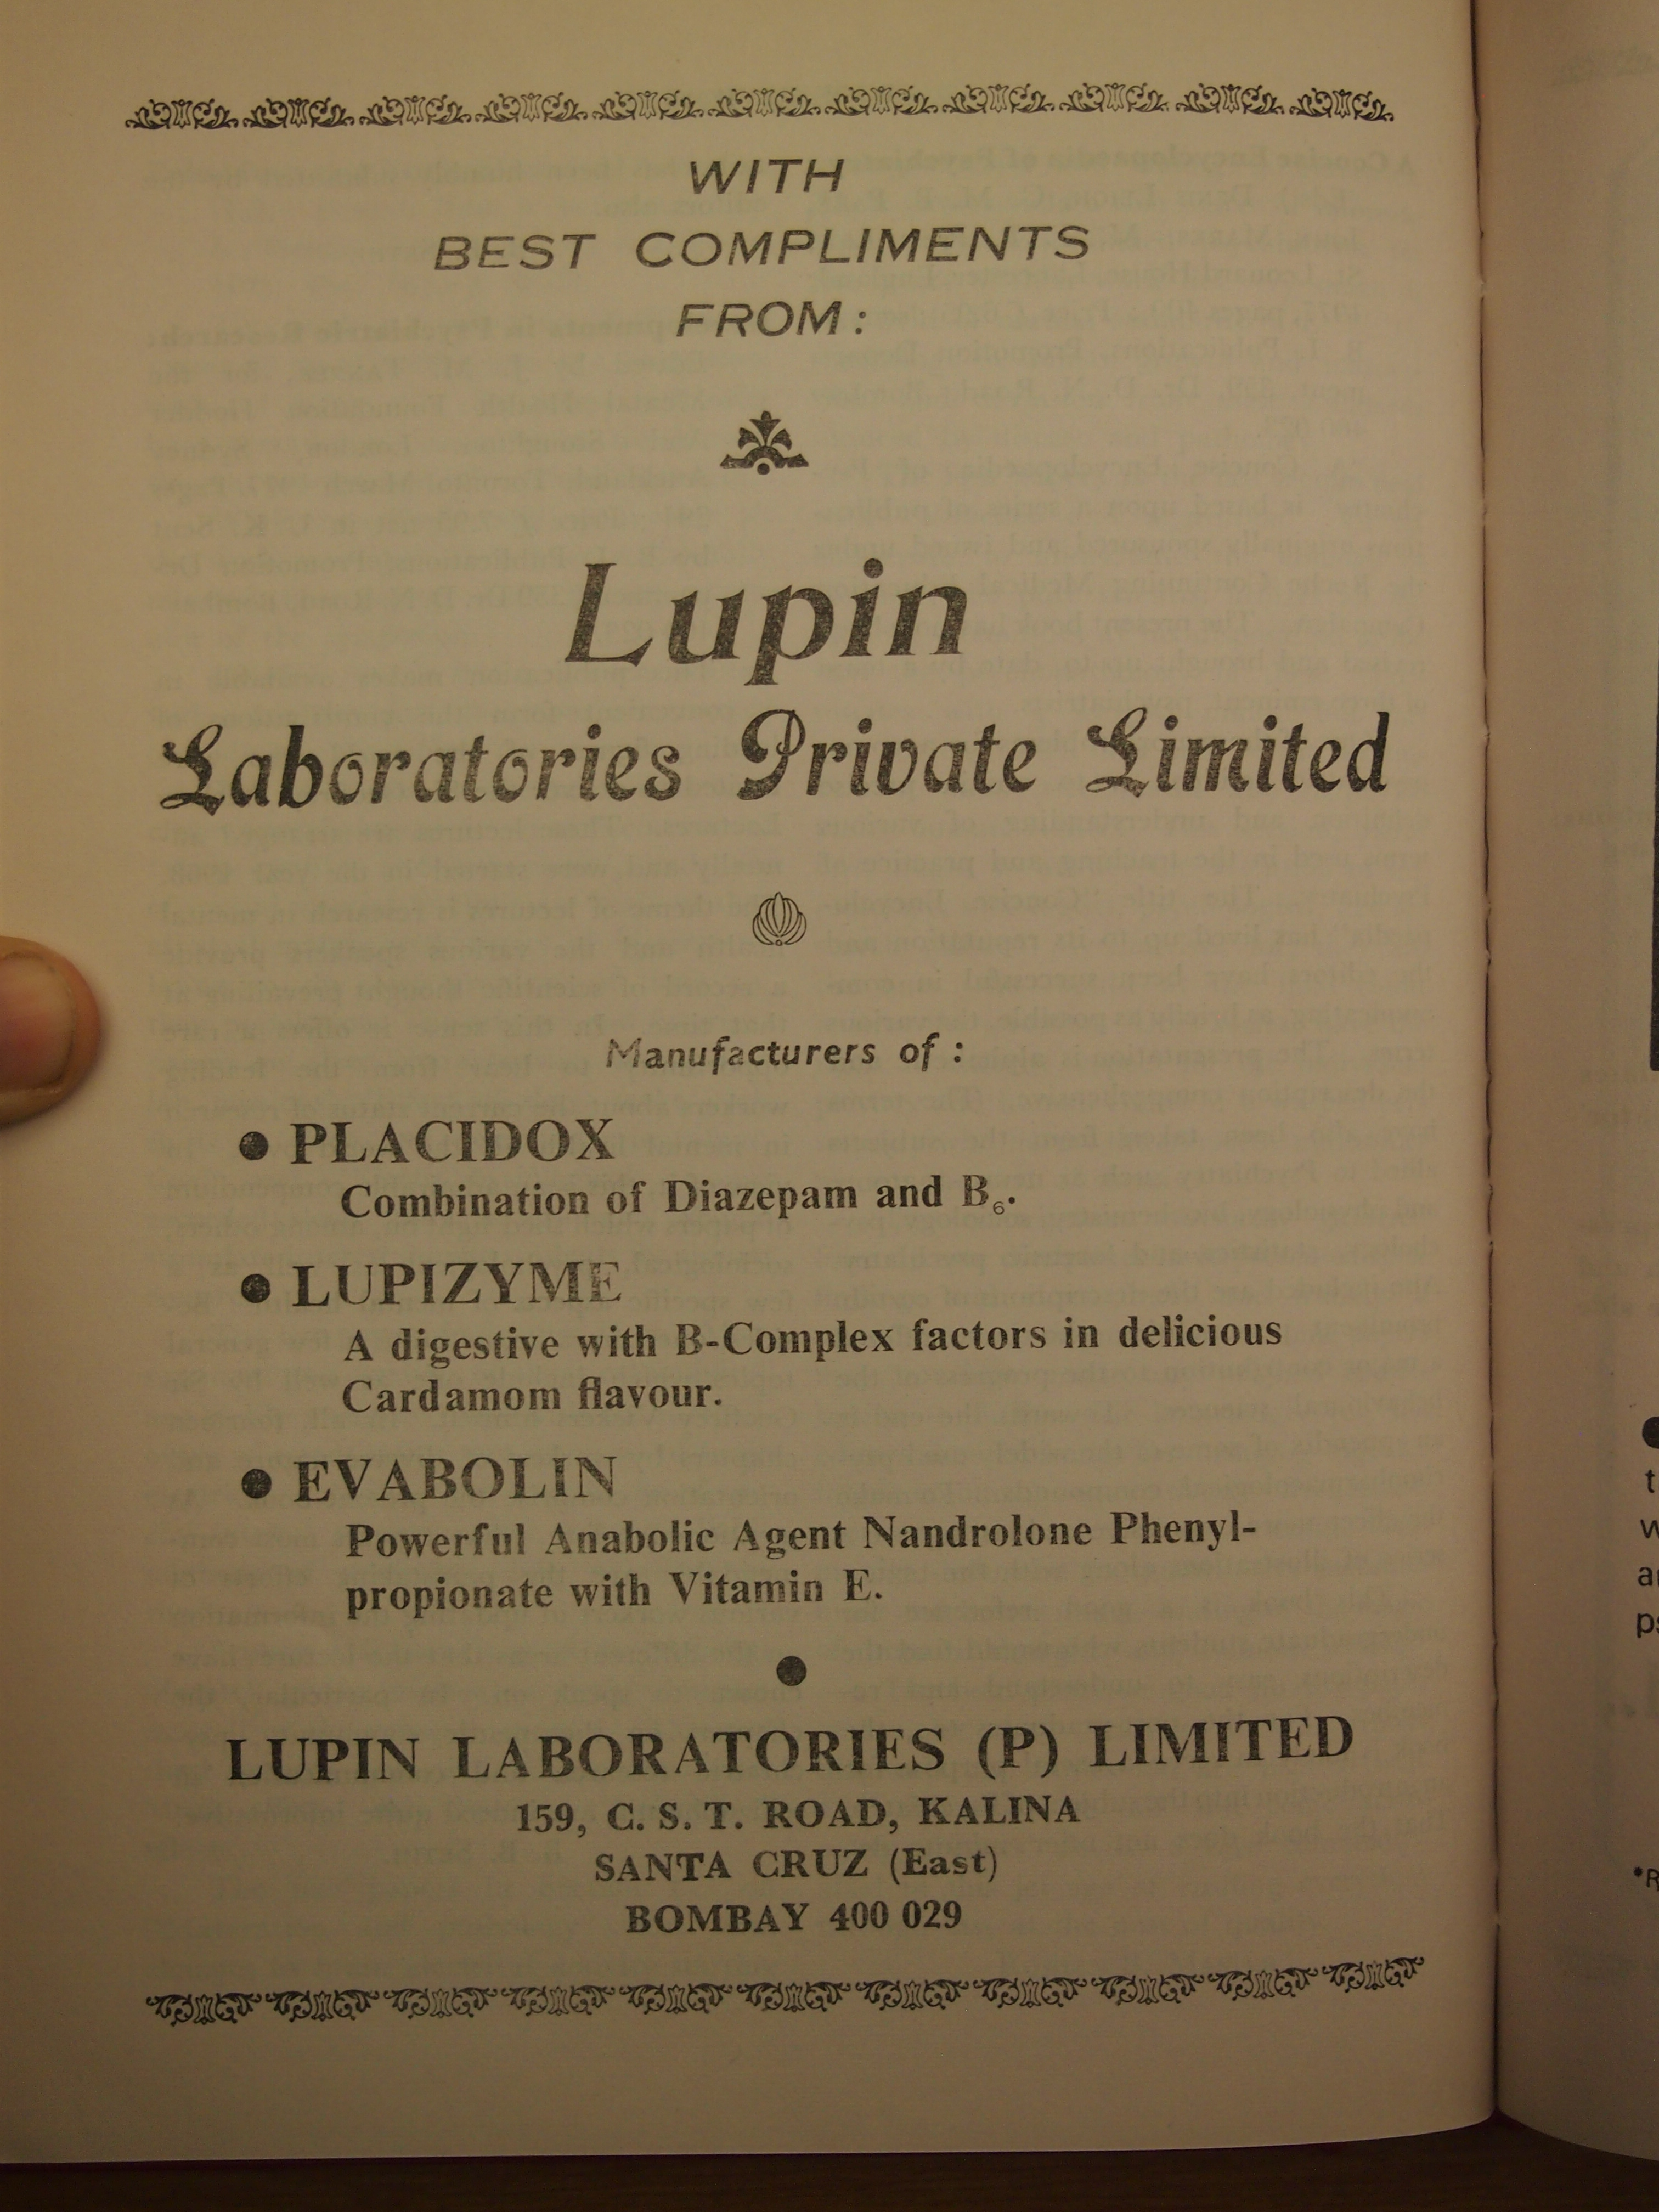 WITH
BEST COMPLIMENTS
FROM:
Lupin
Laboratories Private Limited
Manufacturers of :
● PLACIDOX
Combination of Diazepam and B₆.
● LUPIZYME
A digestive with B-Complex factors in delicious
Cardamom flavour.
● EVABOLIN
Powerful Anabolic Agent Nandrolone Phenyl-
propionate with Vitamin E.
●
LUPIN LABORATORIES (P) LIMITED
159, C. S. T. ROAD, KALINA
SANTA CRUZ (East)
BOMBAY 400 029